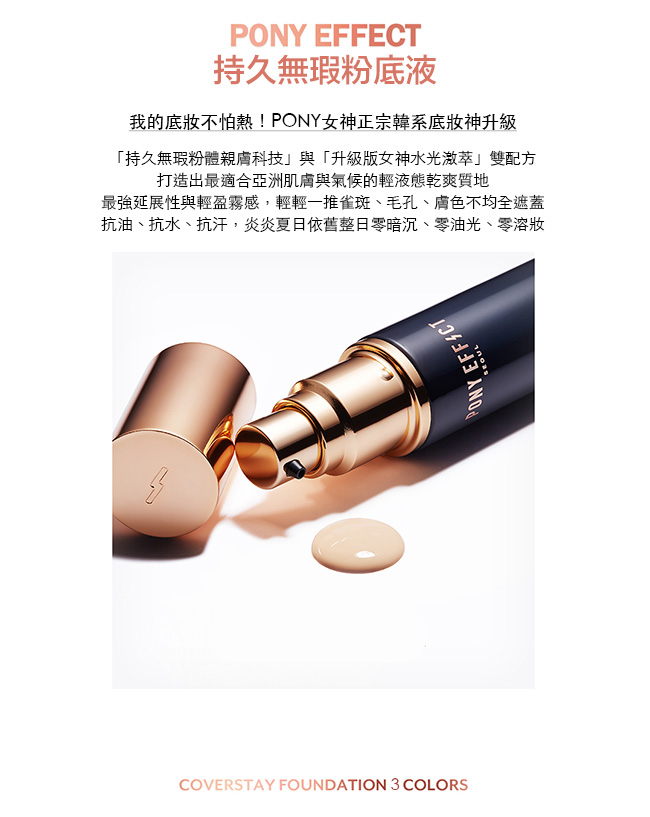 PONY EFFECT
持久無瑕粉底液
我的底妝不怕熱！PONY女神正宗韓系底妝神升級
「持久無瑕粉體親膚科技」與「升級版女神水光激萃」雙配方
打造出最適合亞洲肌膚與氣候的輕液態乾爽質地
最強延展性與輕盈霧感，輕輕一推雀斑、毛孔、膚色不均全遮蓋
抗油、抗水、抗汗，炎炎夏日依舊整日零暗沉、零油光、零溶妝
PONY EFFECT
SEOUL
COVERSTAY FOUNDATION 3 COLORS